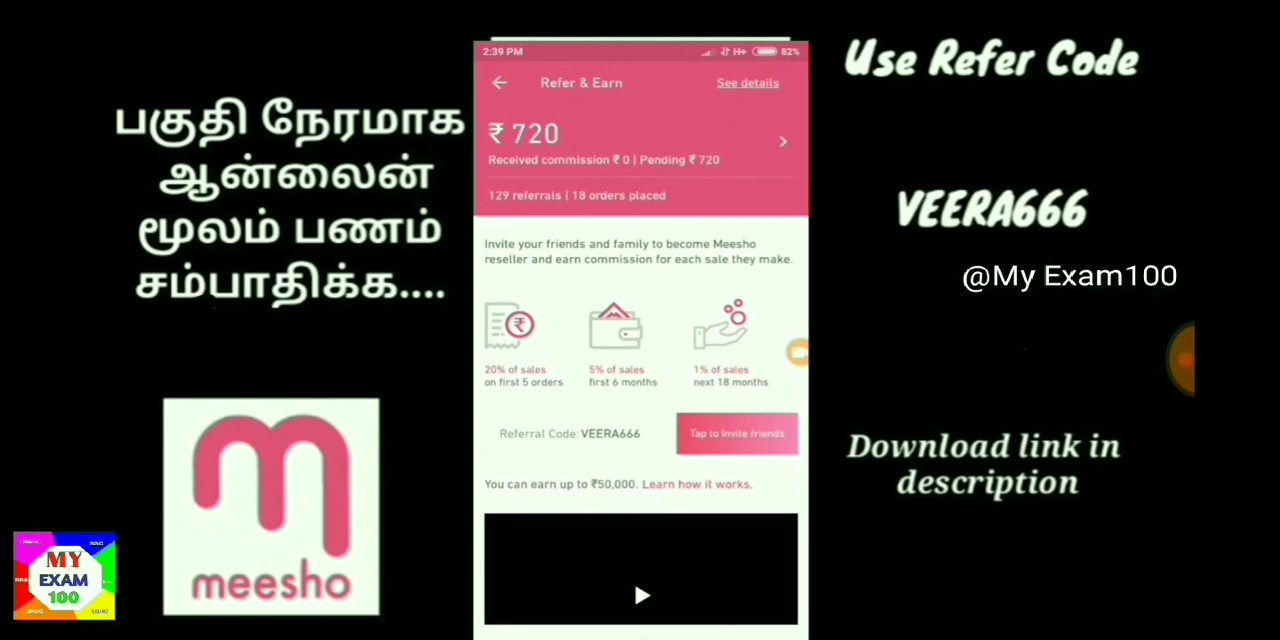 பகுதி நேரமாக
ஆன்லைன்
மூலம் பணம்
சம்பாதிக்க....
meesho
MY
EXAM
100
2:39 PM
H+ 82%
Refer & Earn
See details
₹ 720
Received commission ₹ 0 | Pending ₹ 720
129 referrals | 18 orders placed
Invite your friends and family to become Meesho
reseller and earn commission for each sale they make.
20% of sales
on first 5 orders
5% of sales
first 6 months
1% of sales
next 18 months
Referral Code: VEERA666
Tap to Invite friends
You can earn up to ₹50,000. Learn how it works.
Use Refer Code
VEERA666
@My Exam100
Download link in
description